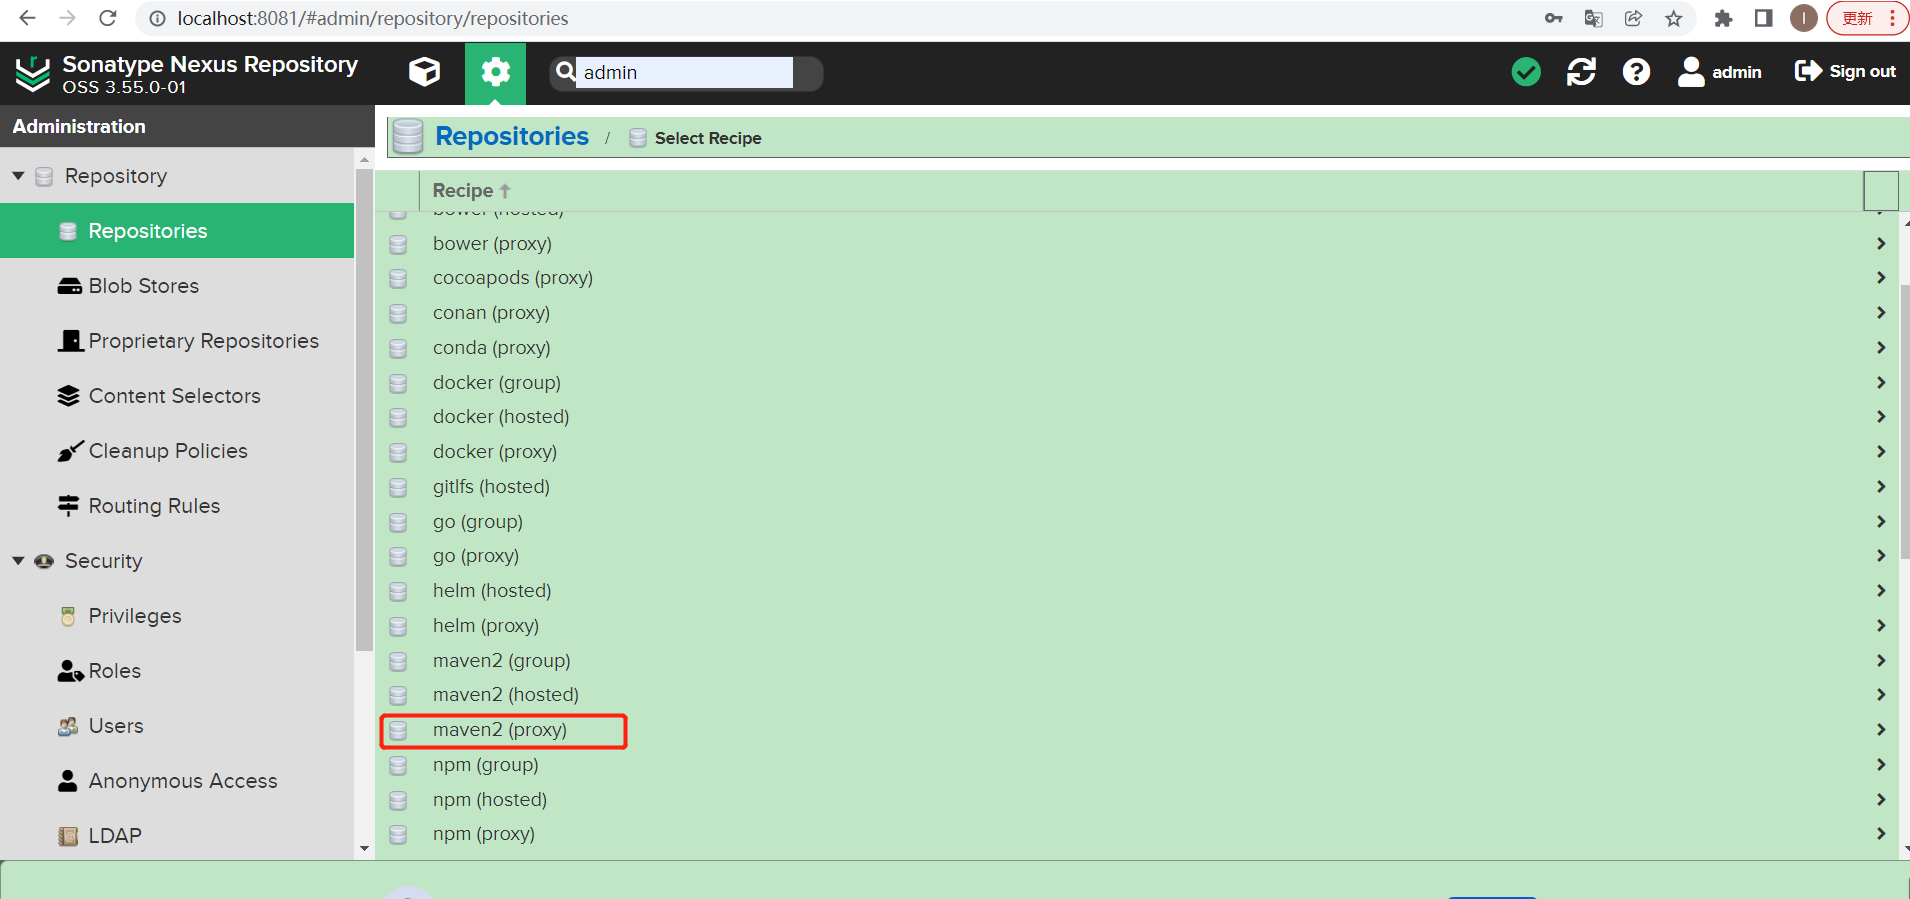 localhost:8081/#admin/repository/repositories
更新
Sonatype Nexus Repository
OSS 3.55.0-01
admin
admin
Sign out
Administration
Repositories / Select Recipe
Repository
Repositories
Blob Stores
Proprietary Repositories
Content Selectors
Cleanup Policies
Routing Rules
Security
Privileges
Roles
Users
Anonymous Access
LDAP
Recipe
bower (hosted)
bower (proxy)
cocoapods (proxy)
conan (proxy)
conda (proxy)
docker (group)
docker (hosted)
docker (proxy)
gitlfs (hosted)
go (group)
go (proxy)
helm (hosted)
helm (proxy)
maven2 (group)
maven2 (hosted)
maven2 (proxy)
npm (group)
npm (hosted)
npm (proxy)